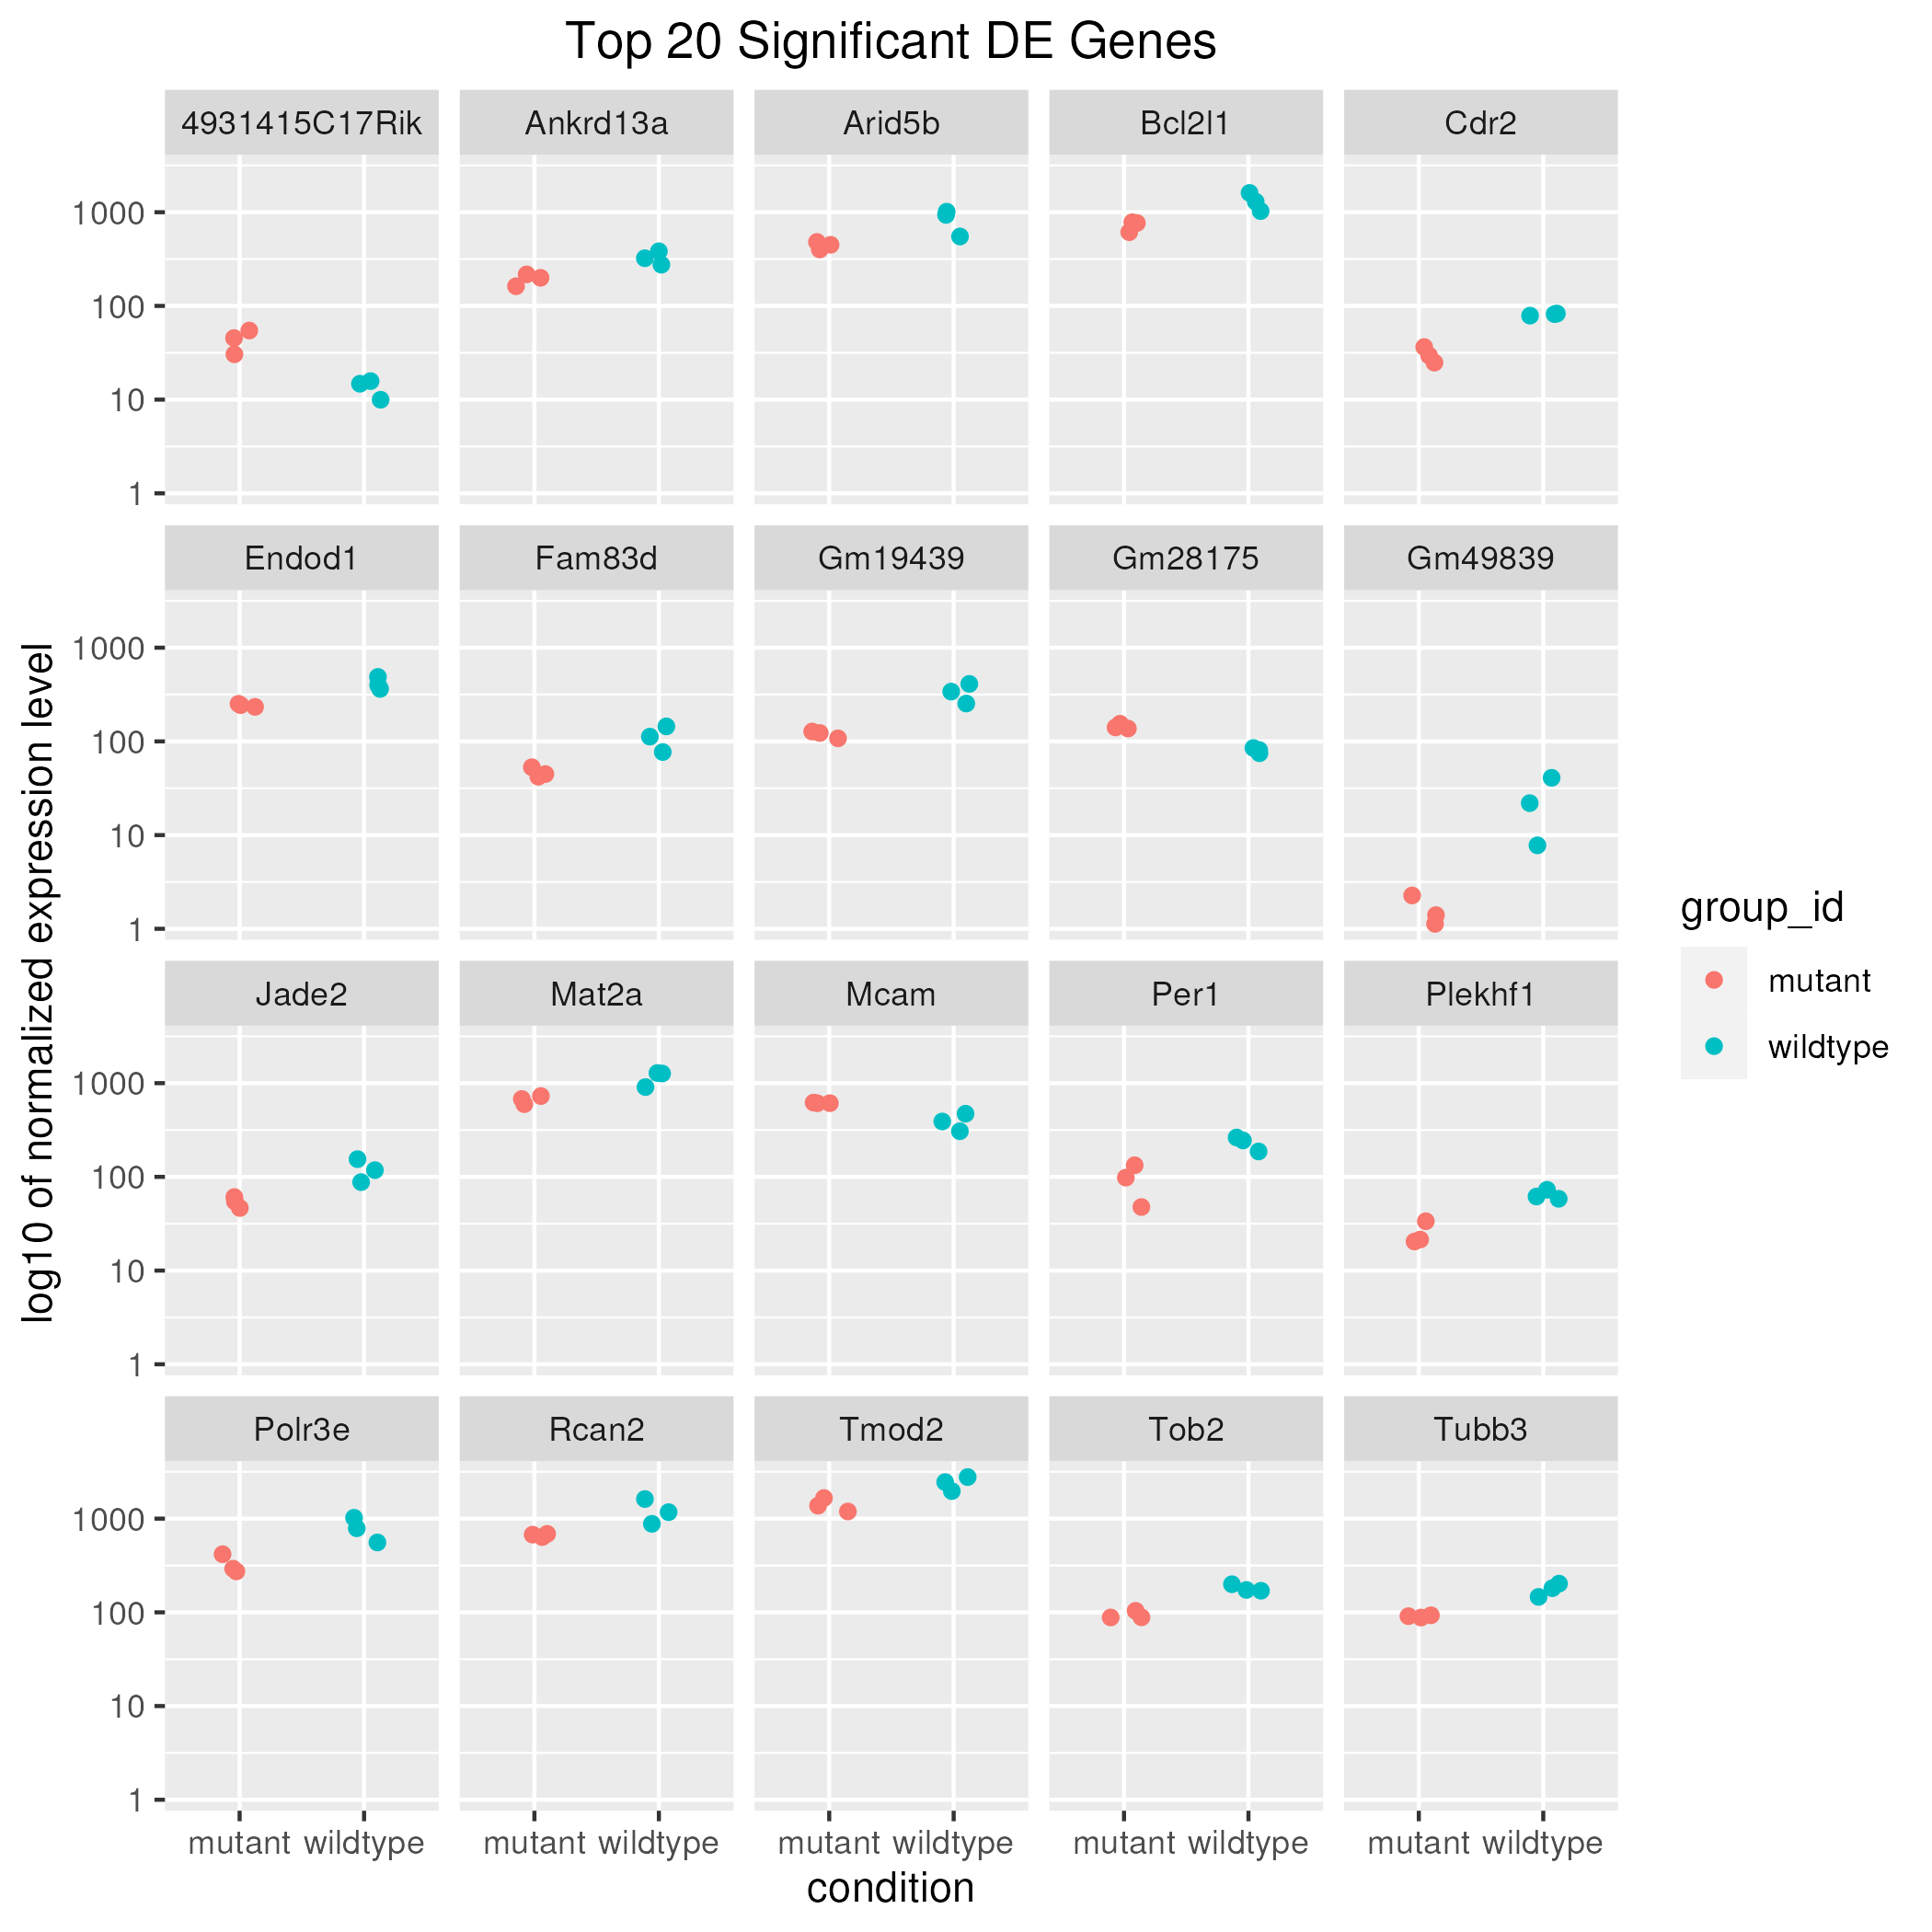 Top 20 Significant DE Genes
4931415C17Rik Ankrd13a Arid5b Bcl2l1 Cdr2
1000
100
10
1
Endod1 Fam83d Gm19439 Gm28175 Gm49839
1000
100
10
1
Jade2 Mat2a Mcam Per1 Plekhf1
1000
100
10
1
Polr3e Rcan2 Tmod2 Tob2 Tubb3
1000
100
10
1
mutant wildtype mutant wildtype mutant wildtype mutant wildtype mutant wildtype
condition
log10 of normalized expression level
group_id
mutant
wildtype